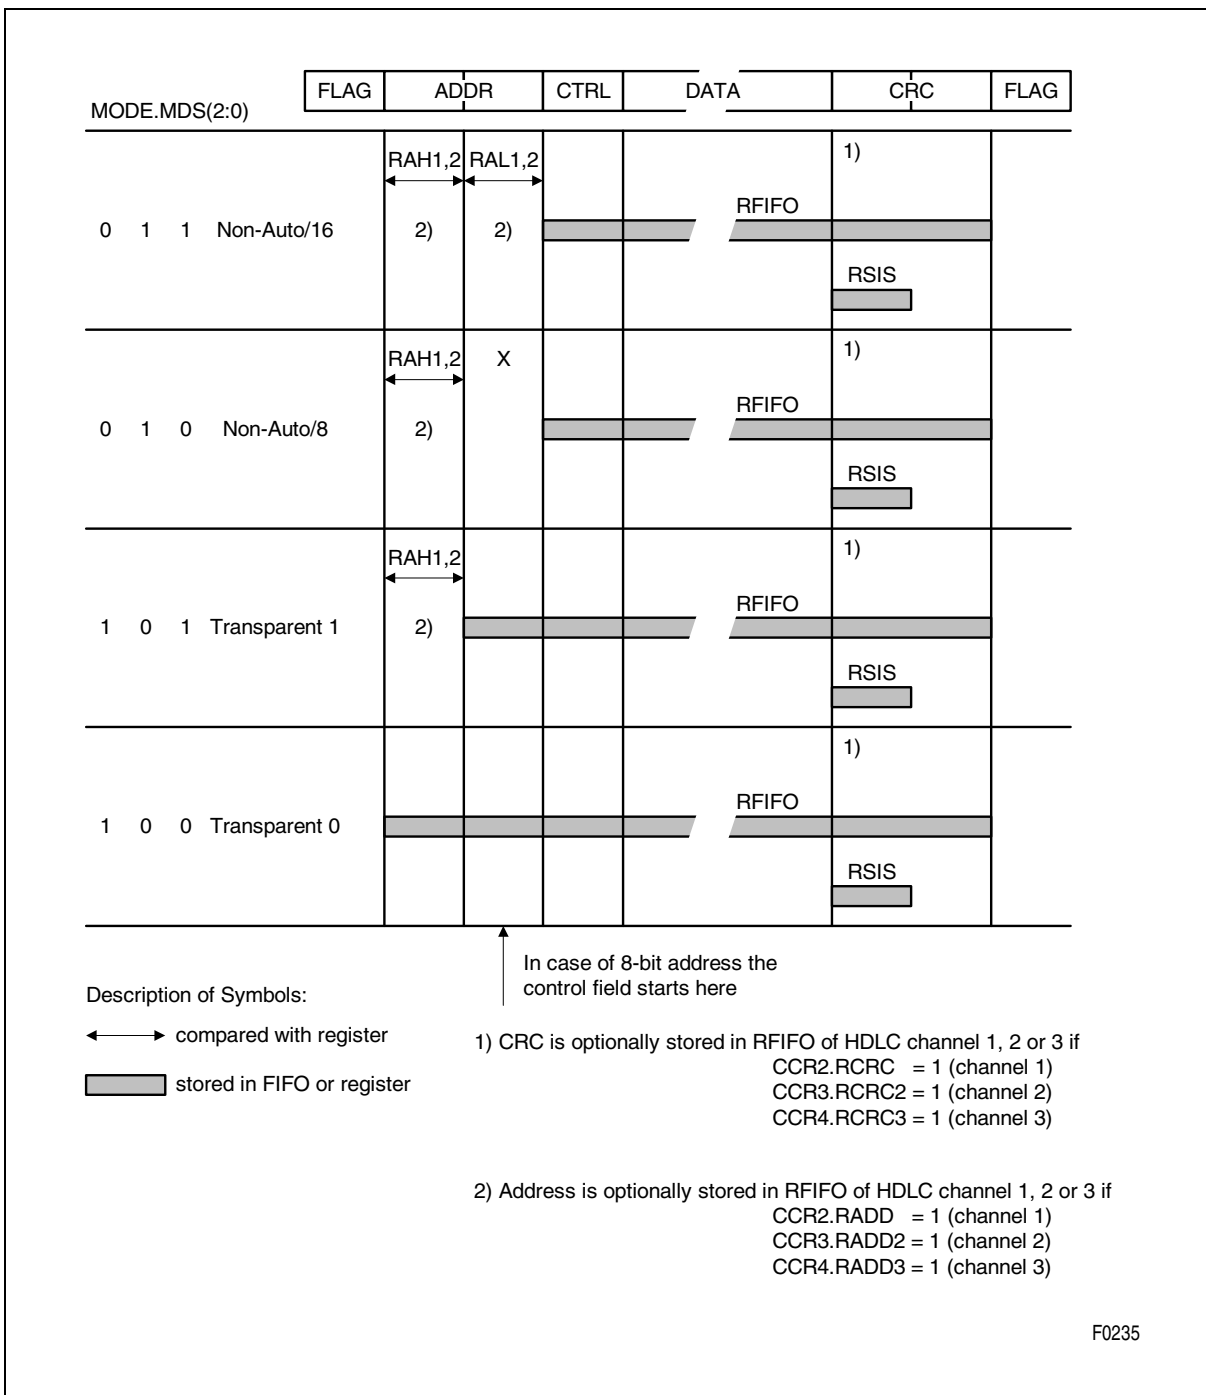 FLAG ADDR CTRL DATA CRC FLAG
MODE.MDS(2:0)
RAH1,2 RAL1,2 1)
RFIFO
0 1 1 Non-Auto/16 2) 2)
RSIS
RAH1,2 X 1)
RFIFO
0 1 0 Non-Auto/8 2)
RSIS
RAH1,2 1)
RFIFO
1 0 1 Transparent 1 2)
RSIS
1)
RFIFO
1 0 0 Transparent 0
RSIS
In case of 8-bit address the
control field starts here
Description of Symbols:
compared with register
stored in FIFO or register
1) CRC is optionally stored in RFIFO of HDLC channel 1, 2 or 3 if
CCR2.RCRC = 1 (channel 1)
CCR3.RCRC2 = 1 (channel 2)
CCR4.RCRC3 = 1 (channel 3)
2) Address is optionally stored in RFIFO of HDLC channel 1, 2 or 3 if
CCR2.RADD = 1 (channel 1)
CCR3.RADD2 = 1 (channel 2)
CCR4.RADD3 = 1 (channel 3)
F0235